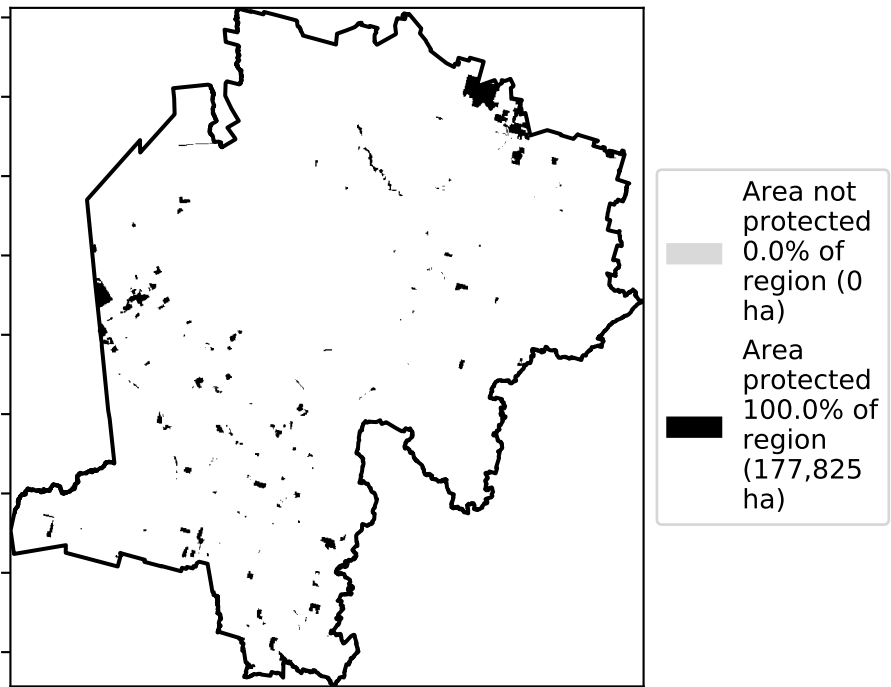 Area not
protected
0.0% of
region (0
ha)
Area
protected
100.0% of
region
(177,825
ha)